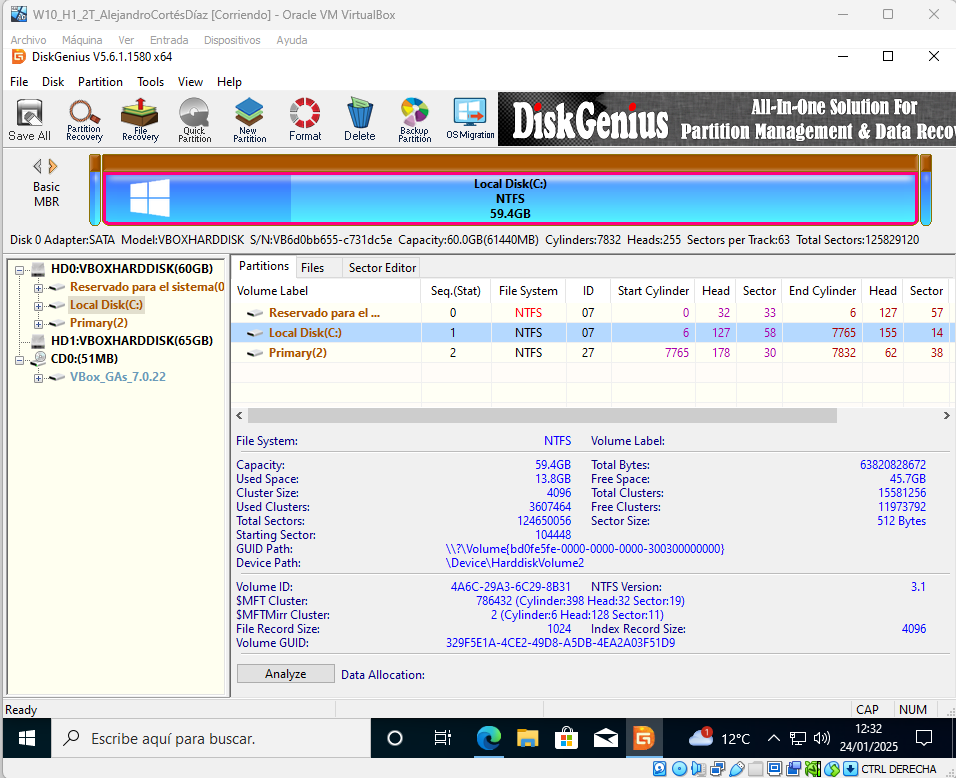 W10_H1_2T_AlejandroCortésDíaz [Corriendo] - Oracle VM VirtualBox
Archivo Máquina Ver Entrada Dispositivos Ayuda
DiskGenius V5.6.1.1580 x64
File Disk Partition Tools View Help
Save All Partition Recovery File Recovery Quick Partition New Partition Format Delete Backup Partition OS Migration
DiskGenius All-In-One Solution For
Partition Management & Data Reco
Basic
MBR
Local Disk(C:)
NTFS
59.4GB
Disk 0 Adapter:SATA Model:VBOXHARDDISK S/N:VB6d0bb655-c731dc5e Capacity:60.0GB(61440MB) Cylinders:7832 Heads:255 Sectors per Track:63 Total Sectors:125829120
HD0:VBOXHARDDISK(60GB)
Reservado para el sistema(0
Local Disk(C:)
Primary(2)
HD1:VBOXHARDDISK(65GB)
CD0:(51MB)
VBox_GAs_7.0.22
Partitions Files Sector Editor
Volume Label Seq.(Stat) File System ID Start Cylinder Head Sector End Cylinder Head Sector
Reservado para el ... 0 NTFS 07 0 32 33 6 127 57
Local Disk(C:) 1 NTFS 07 6 127 58 7765 155 14
Primary(2) 2 NTFS 27 7765 178 30 7832 62 38
File System: NTFS Volume Label:
Capacity: 59.4GB Total Bytes: 63820828672
Used Space: 13.8GB Free Space: 45.7GB
Cluster Size: 4096 Total Clusters: 15581256
Used Clusters: 3607464 Free Clusters: 11973792
Total Sectors: 124650056 Sector Size: 512 Bytes
Starting Sector: 104448
GUID Path: \\?\Volume{bd0fe5fe-0000-0000-0000-300300000000}
Device Path: \Device\HarddiskVolume2
Volume ID: 4A6C-29A3-6C29-8B31 NTFS Version: 3.1
$MFT Cluster: 786432 (Cylinder:398 Head:32 Sector:19)
$MFTMirr Cluster: 2 (Cylinder:6 Head:128 Sector:11)
File Record Size: 1024 Index Record Size: 4096
Volume GUID: 329F5E1A-4CE2-49D8-A5DB-4EA2A03F51D9
Analyze Data Allocation:
Ready CAP NUM
Escribe aquí para buscar. 1 12°C 12:32
24/01/2025
CTRL DERECHA